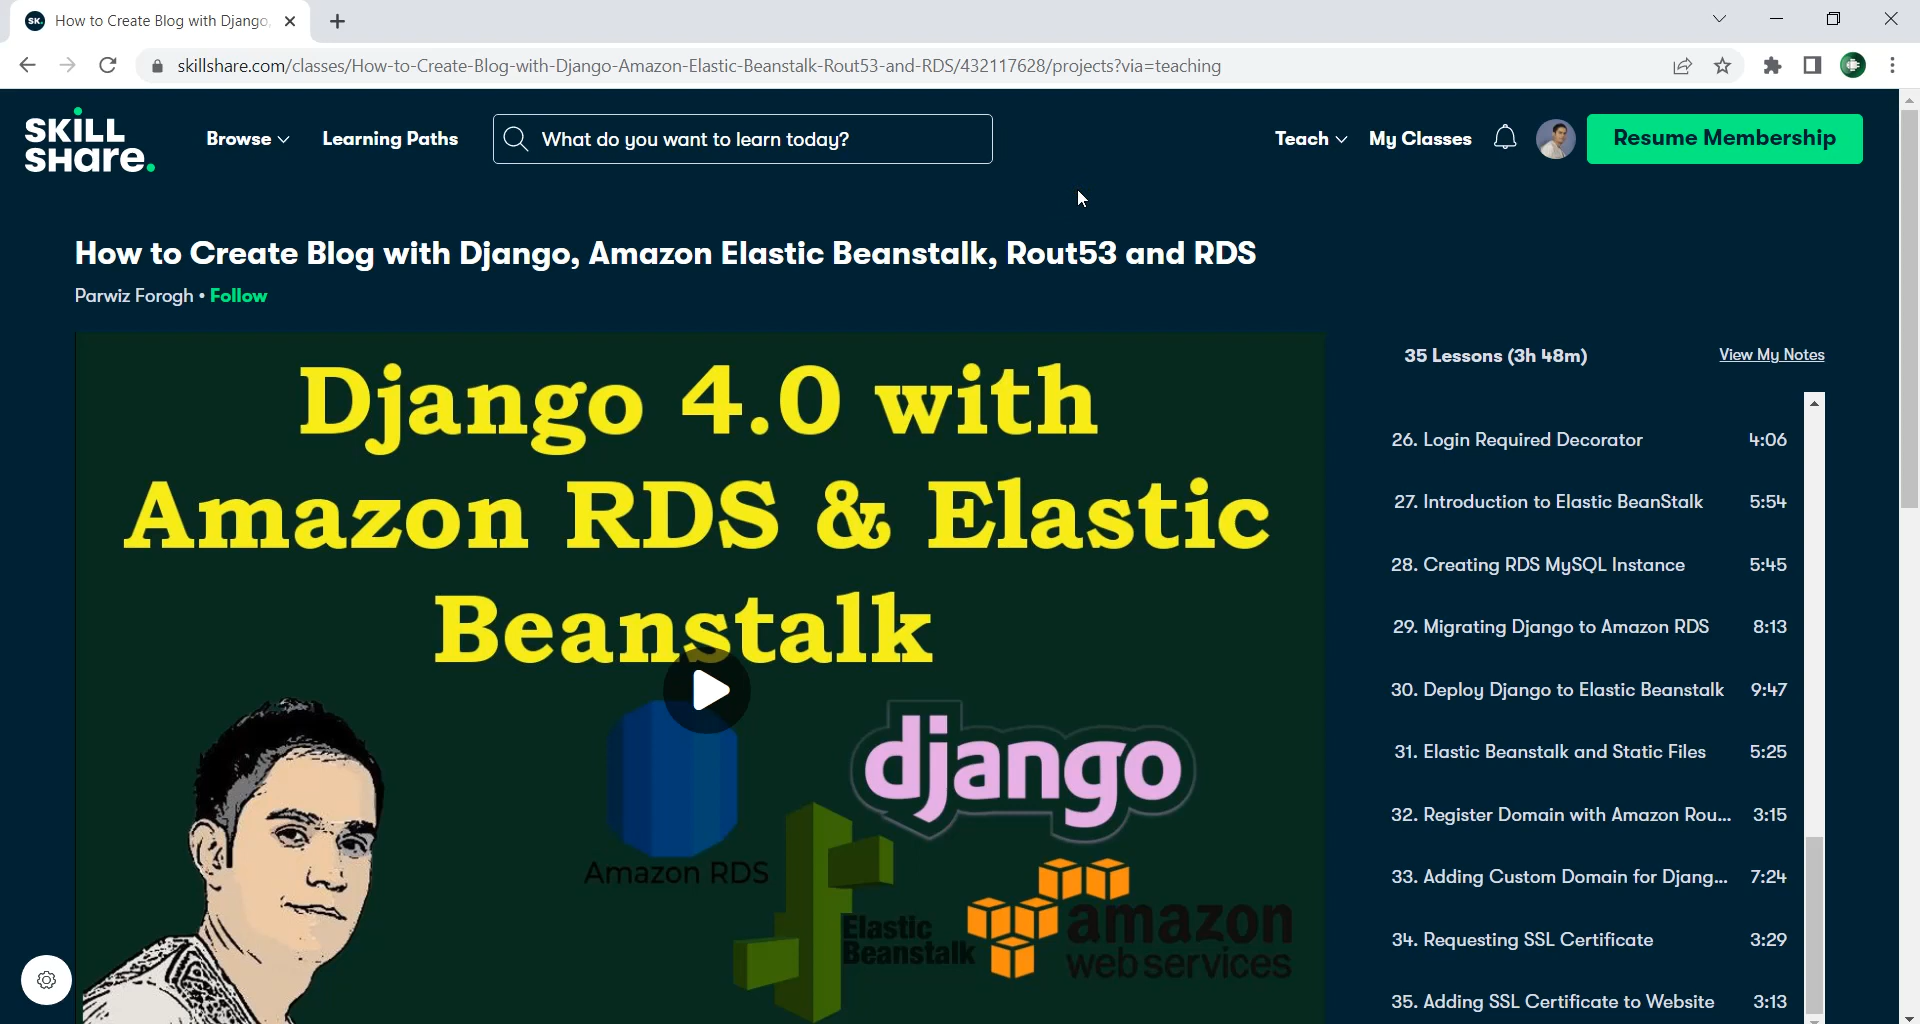 SK.
How to Create Blog with Django,
skillshare.com/classes/How-to-Create-Blog-with-Django-Amazon-Elastic-Beanstalk-Rout53-and-RDS/432117628/projects?via=teaching
SKILL
SHare.
Browse
Learning Paths
What do you want to learn today?
Teach
My Classes
Resume Membership
How to Create Blog with Django, Amazon Elastic Beanstalk, Rout53 and RDS
Parwiz Forogh • Follow
Django 4.0 with
Amazon RDS & Elastic
Beanstalk
Amazon RDS
django
Elastic
Beanstalk
amazon
webservices
35 Lessons (3h 48m)
View My Notes
26. Login Required Decorator 4:06
27. Introduction to Elastic BeanStalk 5:54
28. Creating RDS MySQL Instance 5:45
29. Migrating Django to Amazon RDS 8:13
30. Deploy Django to Elastic Beanstalk 9:47
31. Elastic Beanstalk and Static Files 5:25
32. Register Domain with Amazon Rou... 3:15
33. Adding Custom Domain for Djang... 7:24
34. Requesting SSL Certificate 3:29
35. Adding SSL Certificate to Website 3:13